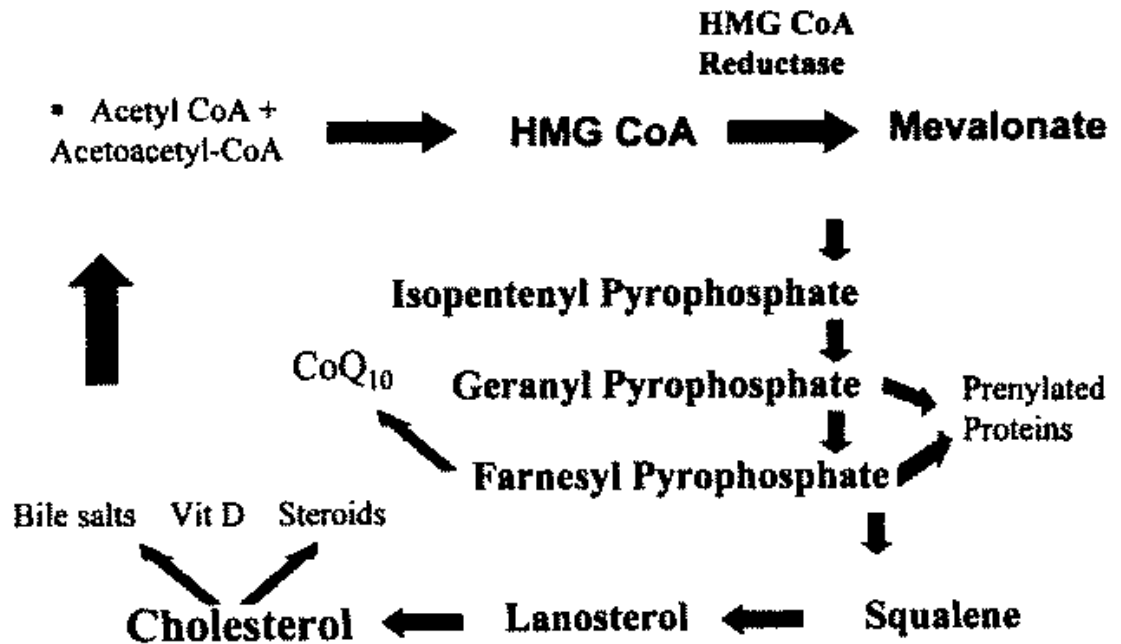 HMG CoA
Reductase
▪ Acetyl CoA +
Acetoacetyl-CoA
HMG CoA
Mevalonate
Isopentenyl Pyrophosphate
CoQ₁₀
Geranyl Pyrophosphate
Prenylated
Proteins
Farnesyl Pyrophosphate
Bile salts Vit D Steroids
Cholesterol
Lanosterol
Squalene